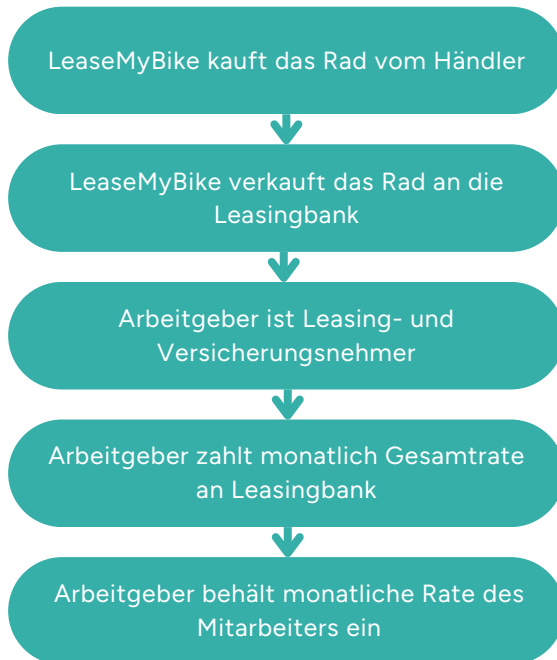 LeaseMyBike kauft das Rad vom Händler
LeaseMyBike verkauft das Rad an die
Leasingbank
Arbeitgeber ist Leasing- und
Versicherungsnehmer
Arbeitgeber zahlt monatlich Gesamtrate
an Leasingbank
Arbeitgeber behält monatliche Rate des
Mitarbeiters ein